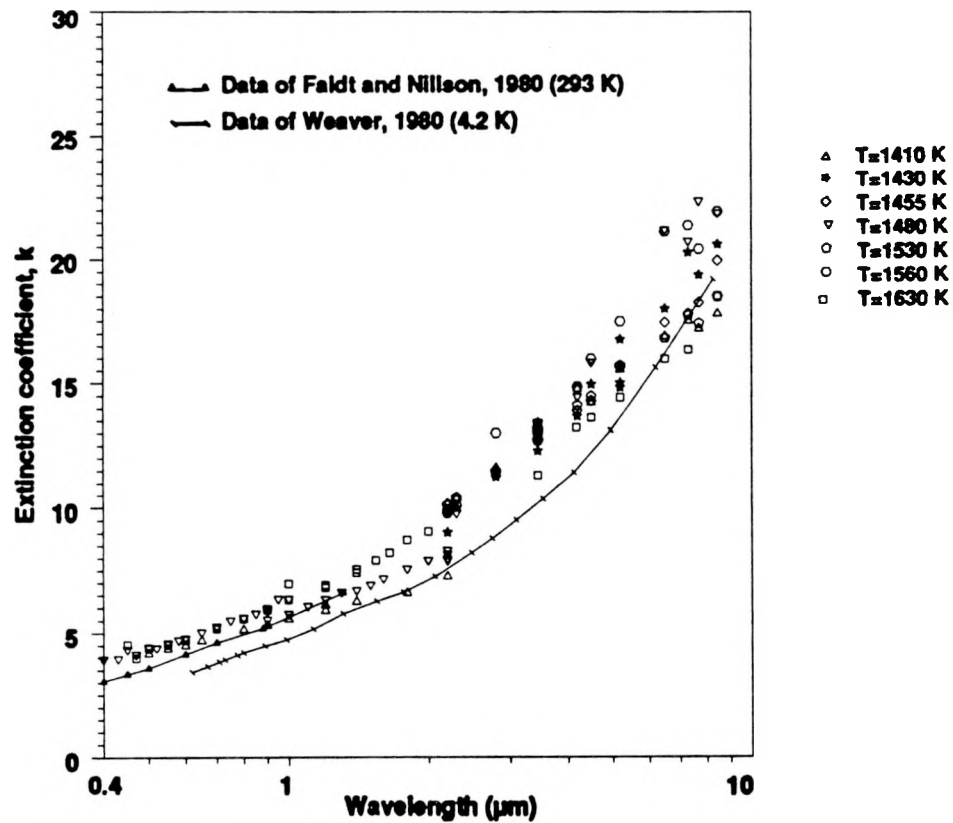 30
25
20
15
10
5
0
Extinction coefficient, k
Data of Faldt and Nillson, 1980 (293 K)
Data of Weaver, 1980 (4.2 K)
T=1410 K
T=1430 K
T=1455 K
T=1480 K
T=1530 K
T=1560 K
T=1630 K
0.4
1
10
Wavelength (μm)